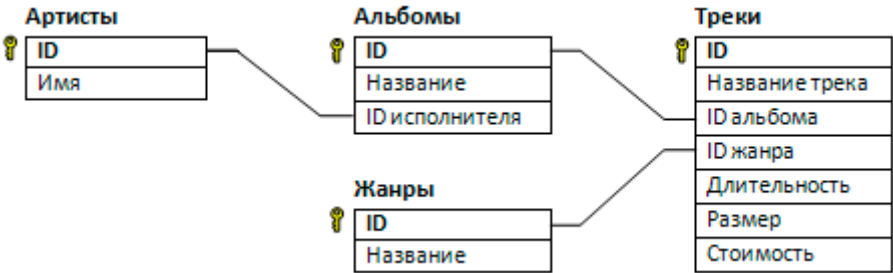 Артисты
ID
Имя
Альбомы
ID
Название
ID исполнителя
Жанры
ID
Название
Треки
ID
Название трека
ID альбома
ID жанра
Длительность
Размер
Стоимость